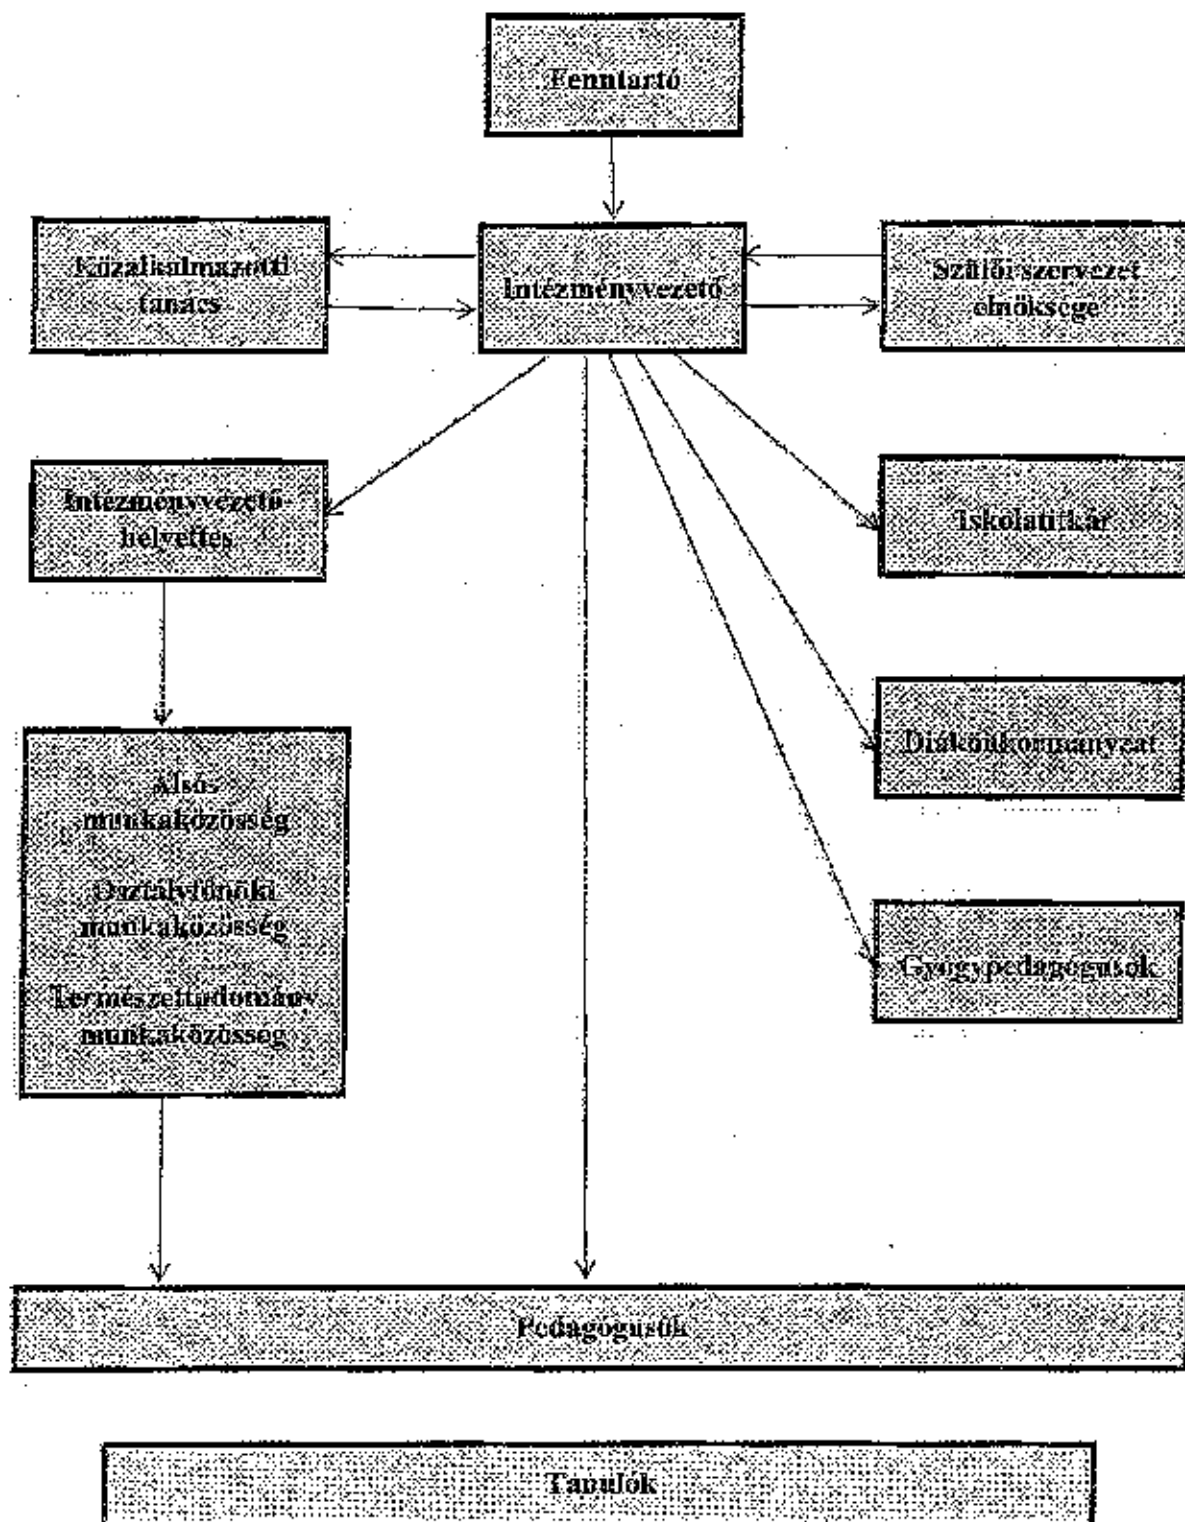 Fenntartó
Közalkalmazotti
tanács
Intézményvezető
Szülői szervezet
elnöksége
Intézményvezető-
helyettes
Iskolatitkár
Diákönkormányzat
Alsós
munkaközösség
Osztályfőnöki
munkaközösség
Természettudomány
munkaközösség
Gyógypedagógusok
Pedagógusok
Tanulók